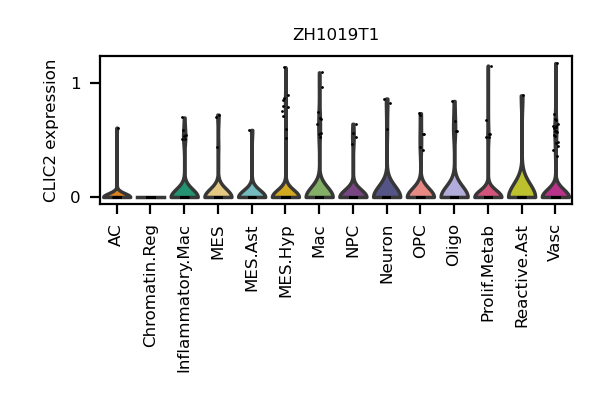 ZH1019T1
CLIC2 expression
1
0
AC
Chromatin.Reg
Inflammatory.Mac
MES
MES.Ast
MES.Hyp
Mac
NPC
Neuron
OPC
Oligo
Prolif.Metab
Reactive.Ast
Vasc